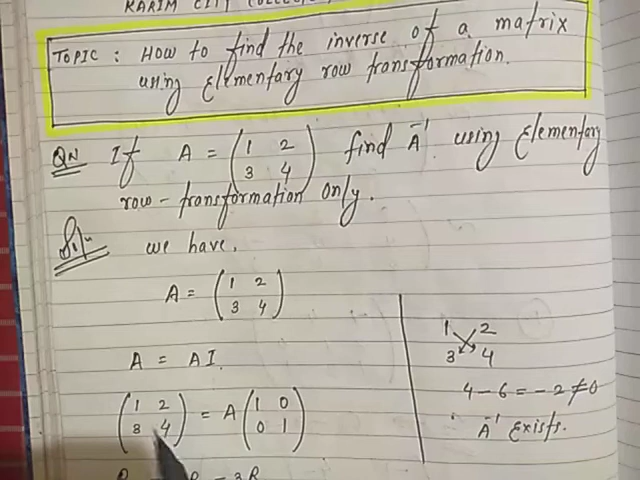 KARIM CITY
TOPIC : HOW to find the inverse of a matrix
using Elementary row transformation.
QN If A = (1 2
3 4) find A⁻¹ using Elementary
row-transformation only.
Sol/- we have.
A = (1 2
3 4)
A = AI.
(1 2
3 4) = A (1 0
0 1)
1 2
3 4
4 - 6 = -2 ≠ 0
∴ A⁻¹ Exists.